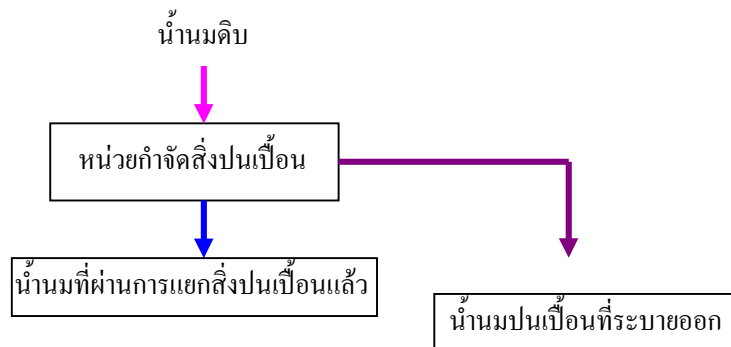 น้ำนมดิบ
หน่วยกำจัดสิ่งปนเปื้อน
น้ำนมที่ผ่านการแยกสิ่งปนเปื้อนแล้ว
น้ำนมปนเปื้อนที่ระบายออก